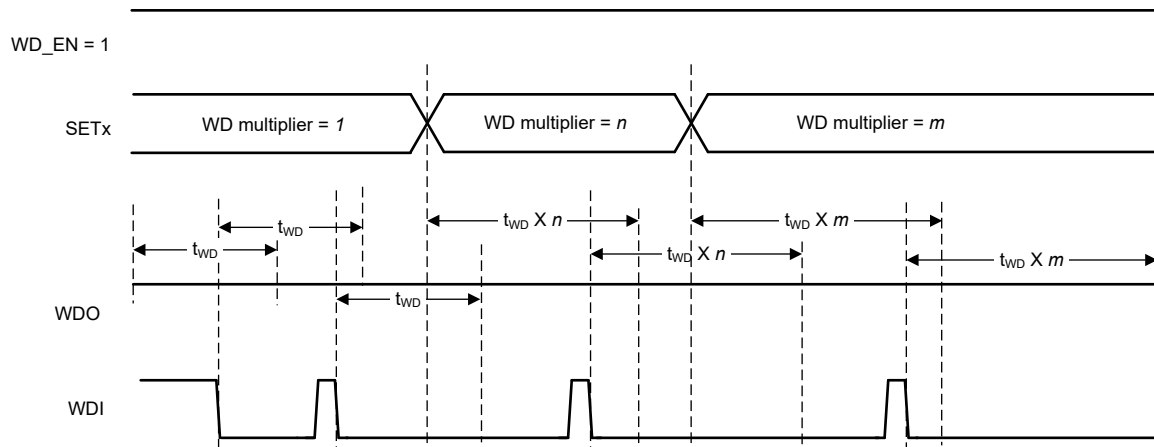 WD_EN = 1
SETx
WD multiplier = 1
WD multiplier = n
WD multiplier = m
tWD
tWD X n
tWD X m
tWD
tWD X n
tWD X m
tWD
WDO
WDI